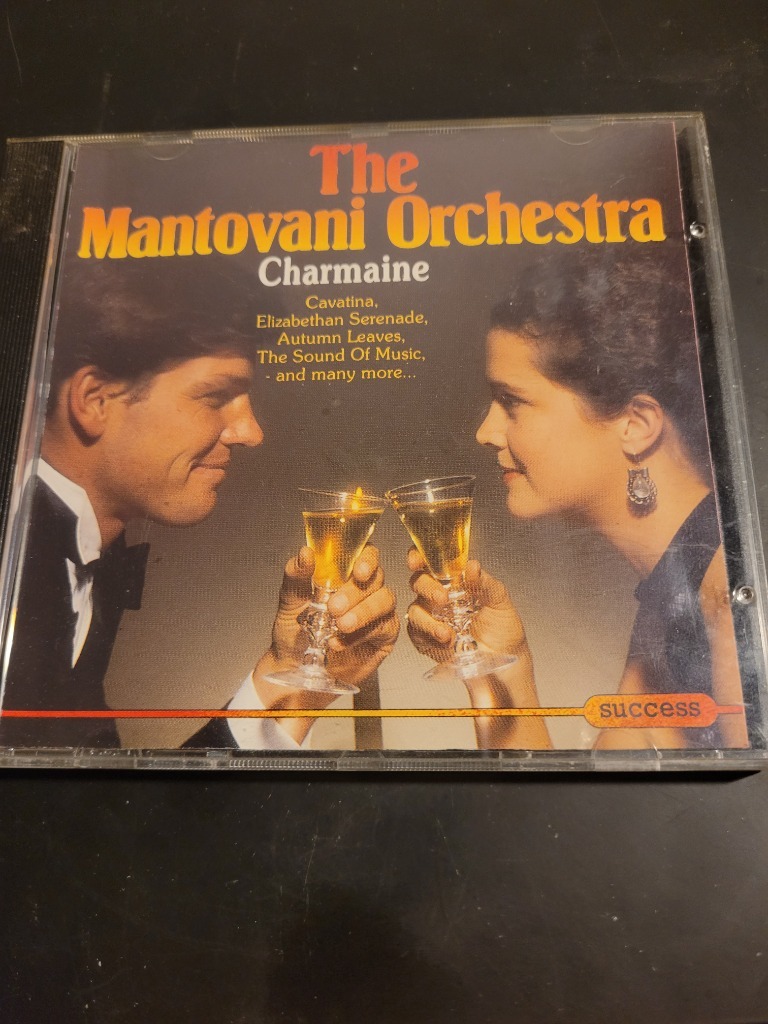 The
Mantovani Orchestra
Charmaine
Cavatina,
Elizabethan Serenade,
Autumn Leaves,
The Sound Of Music,
- and many more...
success